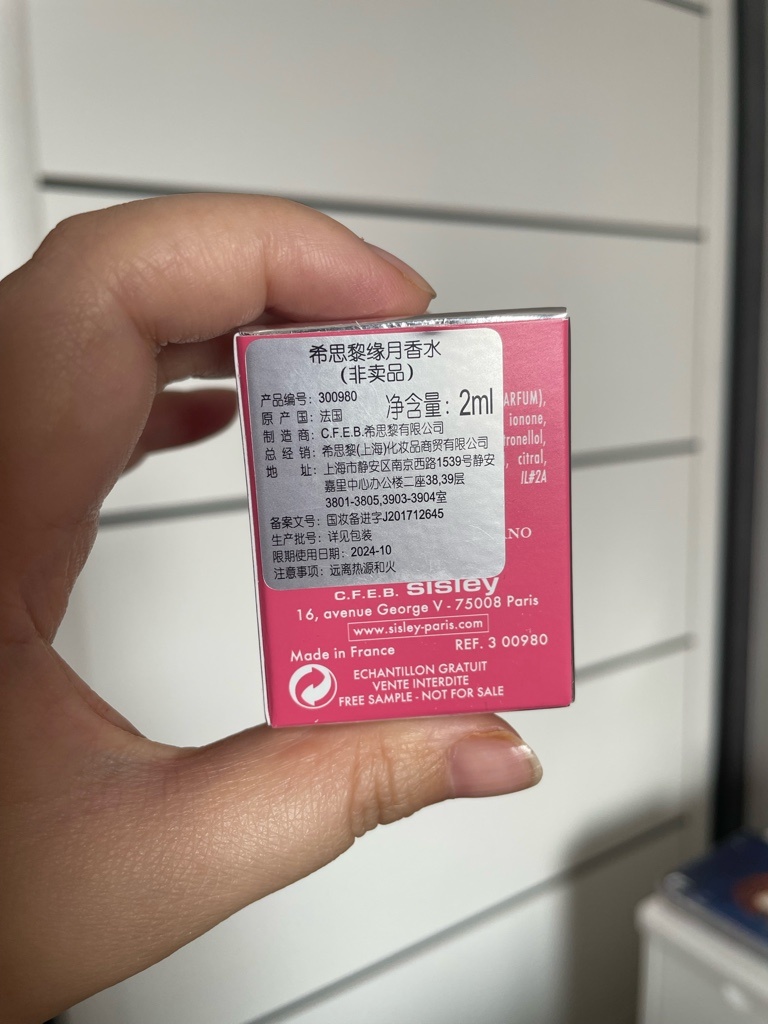 希思黎缘月香水
(非卖品)
产品编号: 300980
净含量: 2ml
原 产 国: 法国
制 造 商: C.F.E.B.希思黎有限公司
总 经 销: 希思黎(上海)化妆品商贸有限公司
地 址: 上海市静安区南京西路1539号静安
嘉里中心办公楼二座38,39层
3801-3805,3903-3904室
备案文号: 国妆备进字J201712645
生产批号: 详见包装
限期使用日期: 2024-10
注意事项: 远离热源和火
ARFUM),
ionone,
tronellol,
, citral,
IL#2A
NO
C.F.E.B. sisley
16, avenue George V - 75008 Paris
www.sisley-paris.com
Made in France
REF. 3 00980
ECHANTILLON GRATUIT
VENTE INTERDITE
FREE SAMPLE - NOT FOR SALE